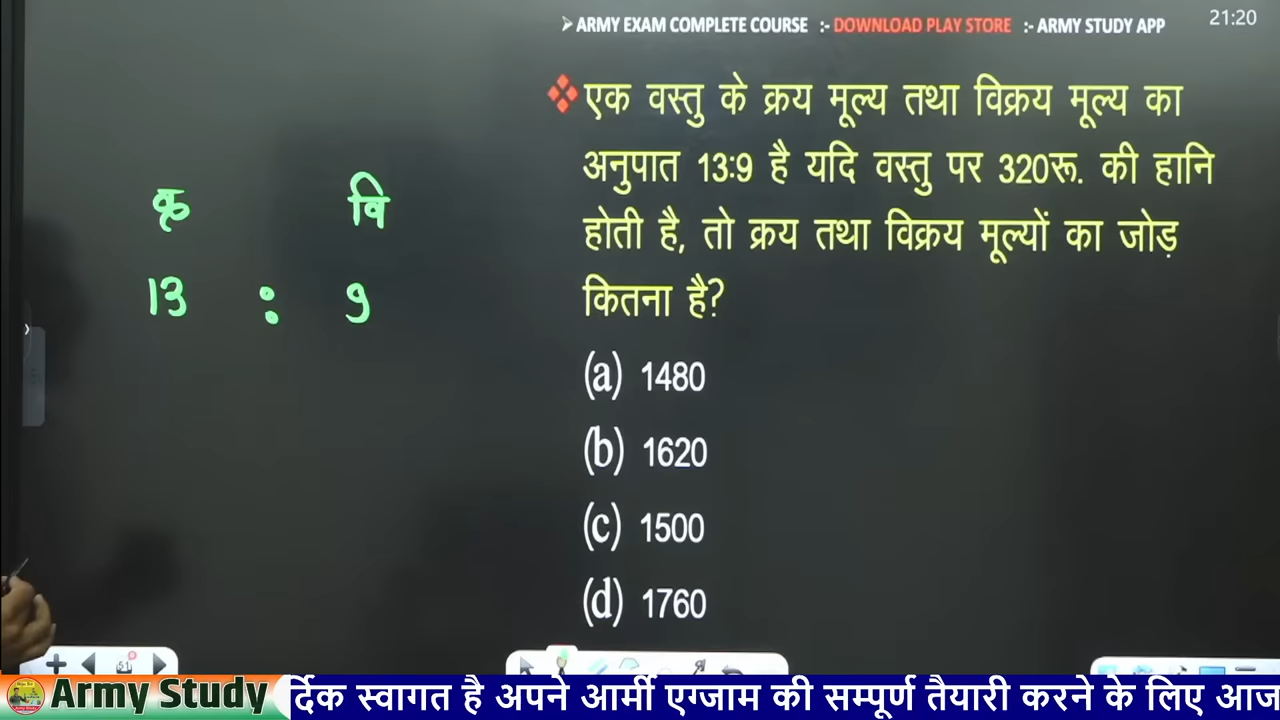 ➢ ARMY EXAM COMPLETE COURSE :- DOWNLOAD PLAY STORE :- ARMY STUDY APP
21:20
❖ एक वस्तु के क्रय मूल्य तथा विक्रय मूल्य का
अनुपात 13:9 है यदि वस्तु पर 320रू. की हानि
होती है, तो क्रय तथा विक्रय मूल्यों का जोड़
कितना है?
(a) 1480
(b) 1620
(c) 1500
(d) 1760
क्र वि
13 : 9
51
Army Study
र्दिक स्वागत है अपने आर्मी एग्जाम की सम्पूर्ण तैयारी करने के लिए आज